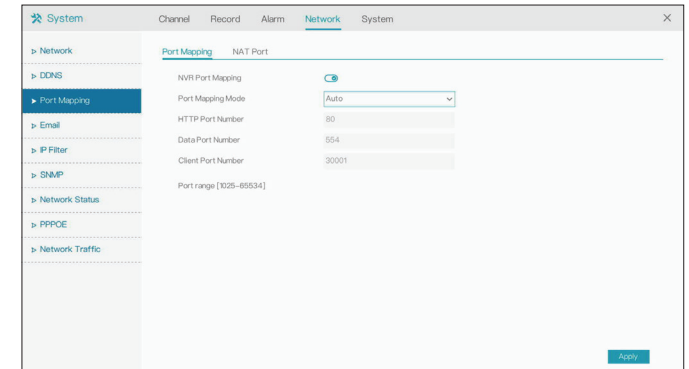 System
Channel Record Alarm Network System
Network
DDNS
Port Mapping
Email
IP Filter
SNMP
Network Status
PPPOE
Network Traffic
Port Mapping NAT Port
NVR Port Mapping
Port Mapping Mode Auto
HTTP Port Number 80
Data Port Number 554
Client Port Number 30001
Port range [1025-65534]
Apply